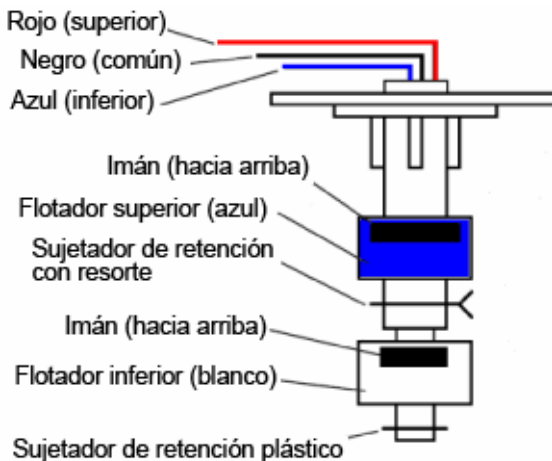 Rojo (superior)
Negro (común)
Azul (inferior)
Imán (hacia arriba)
Flotador superior (azul)
Sujetador de retención
con resorte
Imán (hacia arriba)
Flotador inferior (blanco)
Sujetador de retención plástico